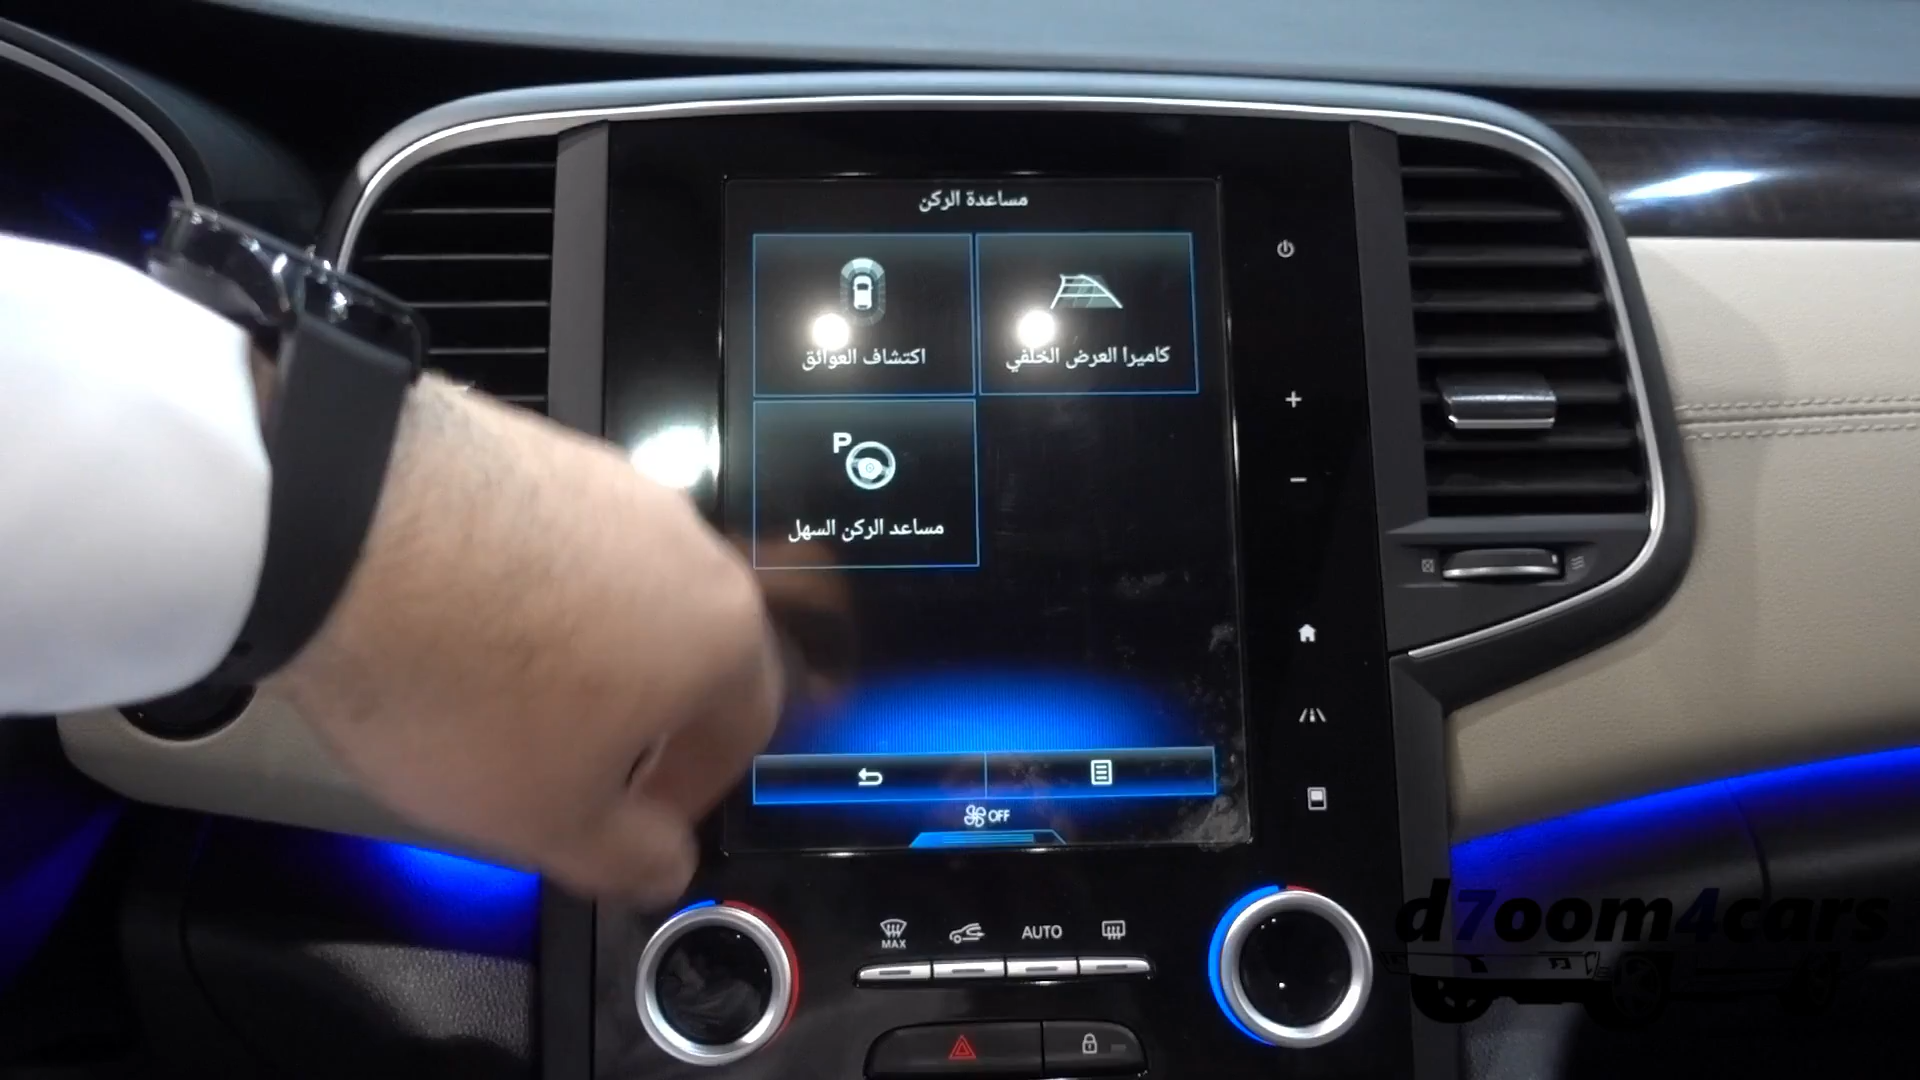 مساعدة الركن
كاميرا العرض الخلفي
اكتشاف العوائق
P
مساعد الركن السهل
OFF
MAX
AUTO
d7oom4cars